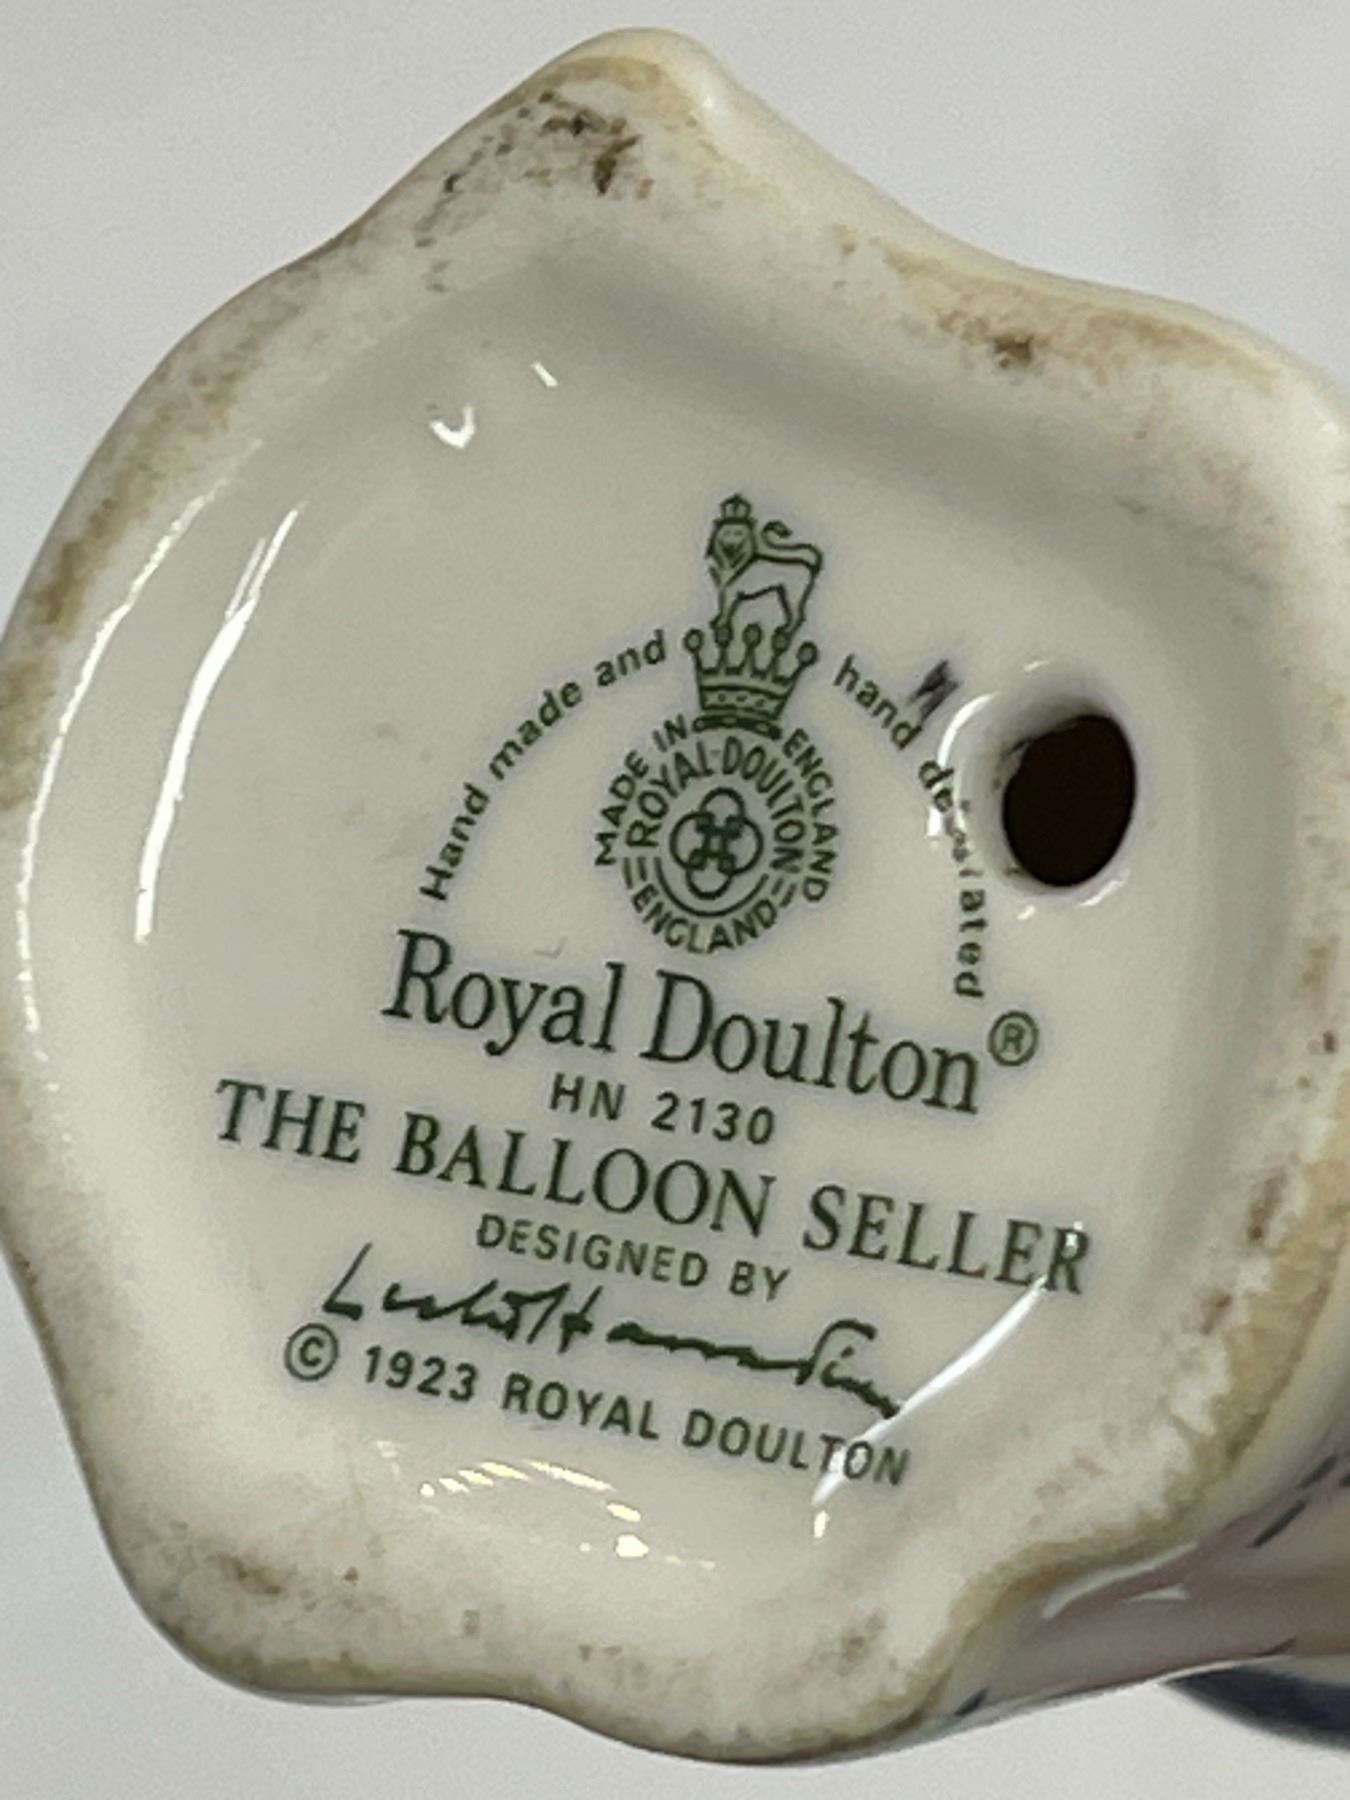 Hand made and hand decorated
MADE IN ENGLAND
ROYAL DOULTON
ENGLAND
Royal Doulton®
HN 2130
THE BALLOON SELLER
DESIGNED BY
© 1923 ROYAL DOULTON